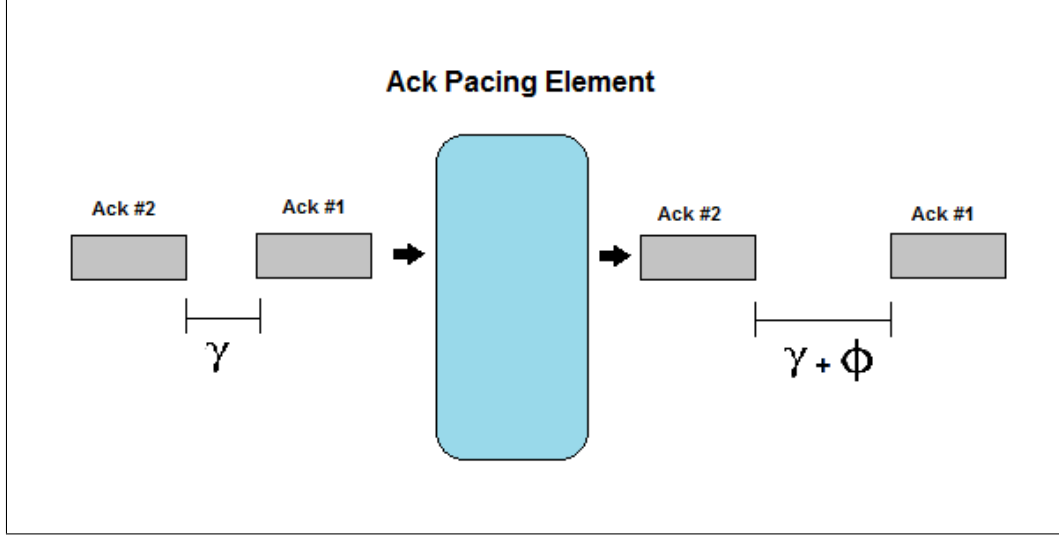 Ack Pacing Element
Ack #2
Ack #1
Ack #2
Ack #1
γ
γ + ϕ